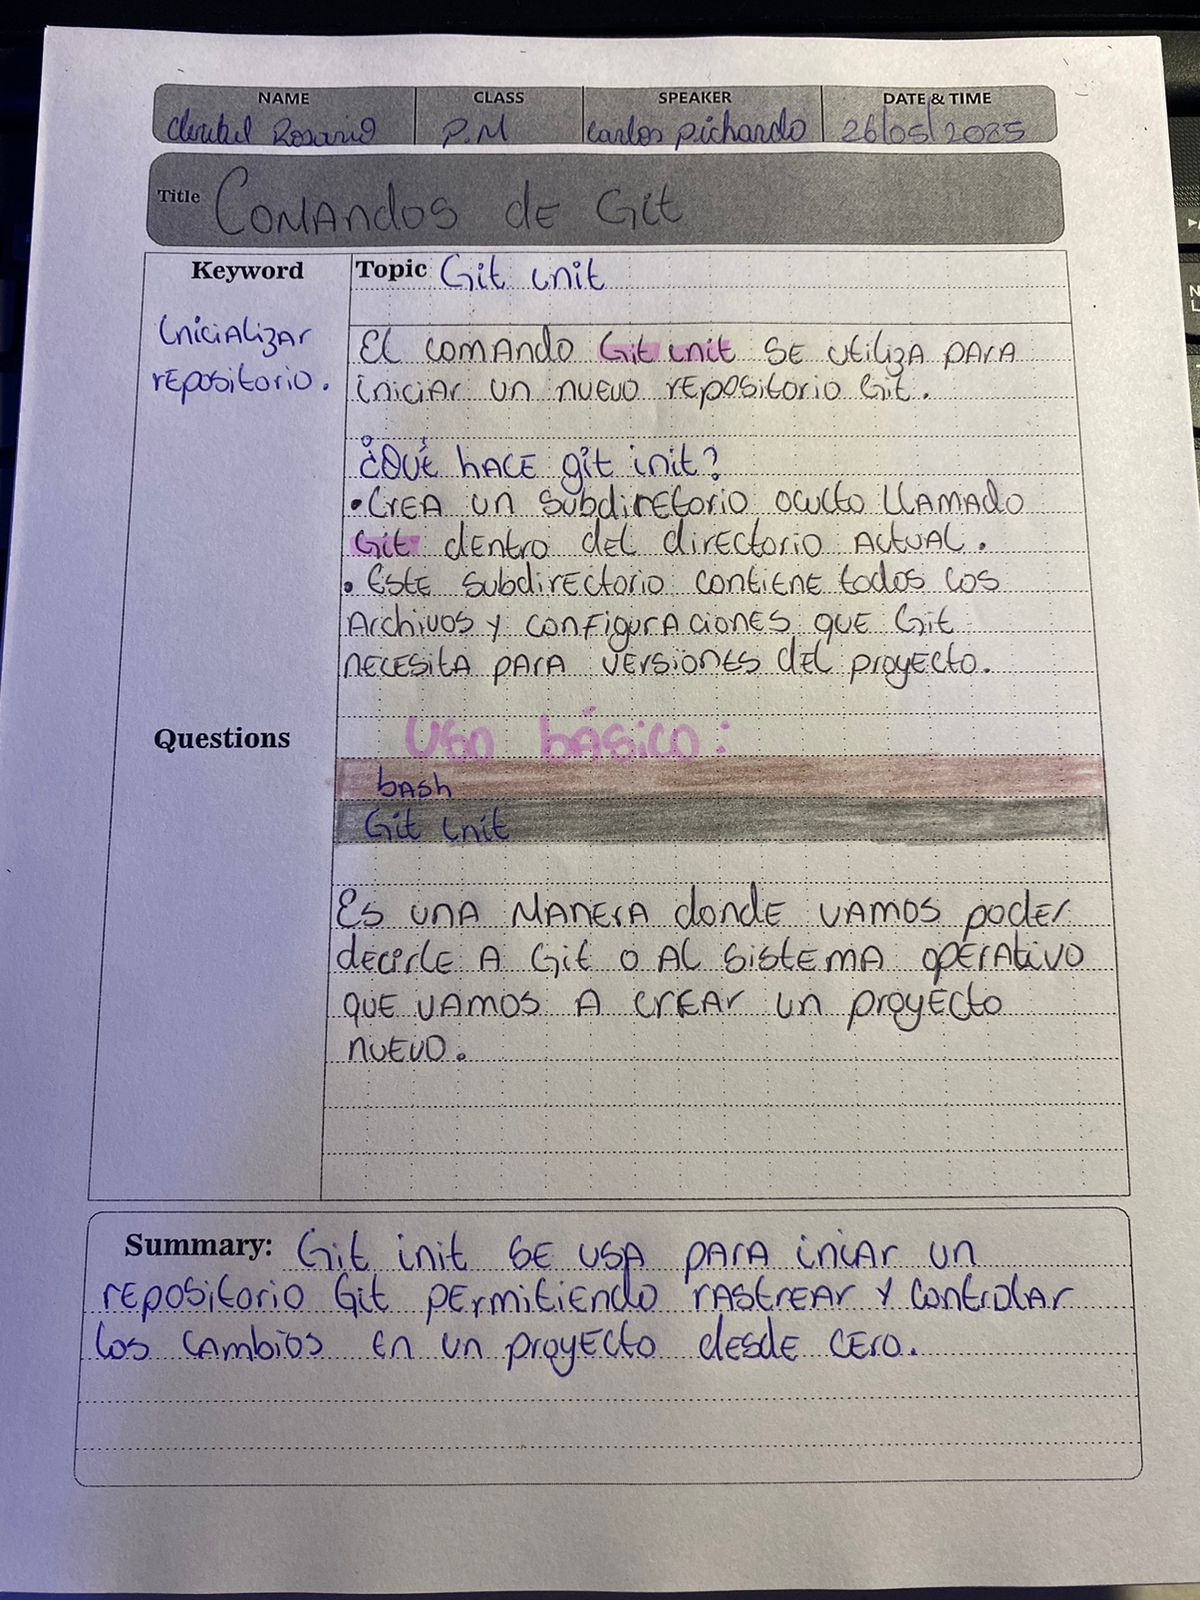 NAME CLASS SPEAKER DATE & TIME
Rosario P.M Carlos Pichardo 26/05/2025
Title Comandos de Git
Keyword Topic Git init
Inicializar
repositorio.
El comando Git init se utiliza para
iniciar un nuevo repositorio Git.
¿Qué hace git init?
• Crea un subdiretorio oculto llamado
Git dentro del directorio actual.
• Este subdirectorio contiene todos los
Archivos y configuraciones que Git
necesita para versiones del proyecto.
Questions
Uso básico:
bash
Git init
Es una manera donde vamos poder
decirle a Git o al sistema operativo
que vamos a crear un proyecto
nuevo.
Summary: Git init se usa para iniciar un
repositorio Git permitiendo rastrear y controlar
los cambios en un proyecto desde cero.